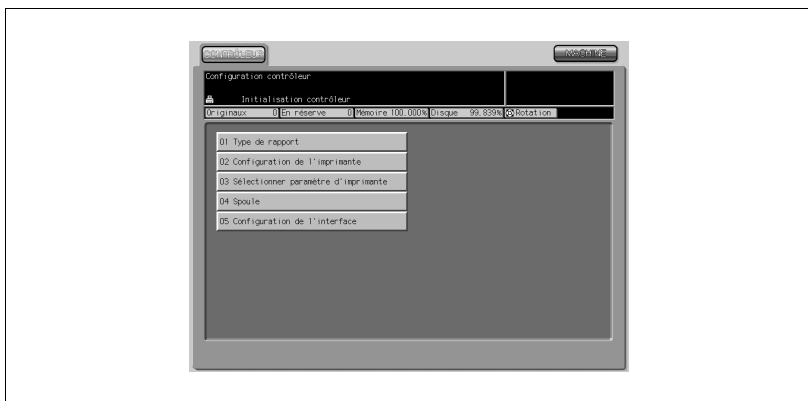 CONTRÔLEUR
MACHINE
Configuration contrôleur
Initialisation contrôleur
Originaux 0 En réserve 0 Mémoire 100.000% Disque 99.839% Rotation
01 Type de rapport
02 Configuration de l'imprimante
03 Sélectionner paramètre d'imprimante
04 Spoule
05 Configuration de l'interface